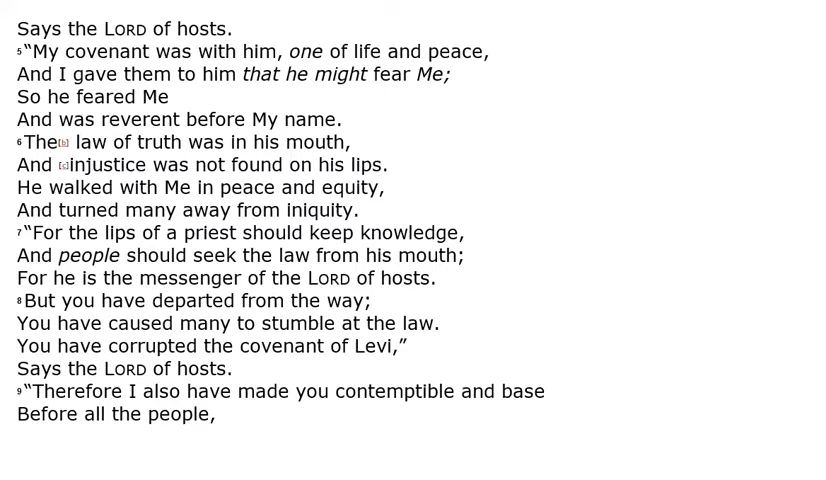 Says the LORD of hosts.
5 “My covenant was with him, one of life and peace,
And I gave them to him that he might fear Me;
So he feared Me
And was reverent before My name.
6 The[b] law of truth was in his mouth,
And [c]injustice was not found on his lips.
He walked with Me in peace and equity,
And turned many away from iniquity.
7 “For the lips of a priest should keep knowledge,
And people should seek the law from his mouth;
For he is the messenger of the LORD of hosts.
8 But you have departed from the way;
You have caused many to stumble at the law.
You have corrupted the covenant of Levi,”
Says the LORD of hosts.
9 “Therefore I also have made you contemptible and base
Before all the people,